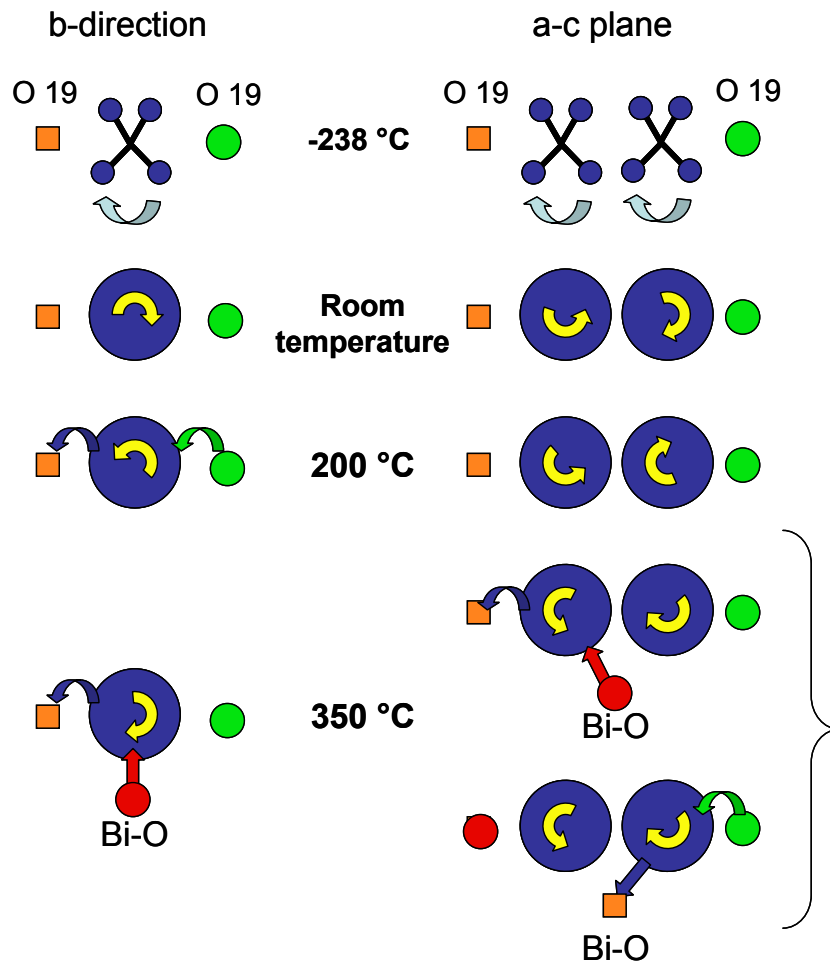 b-direction
a-c plane
O 19
O 19
O 19
O 19
-238 °C
Room
temperature
200 °C
350 °C
Bi-O
Bi-O
Bi-O